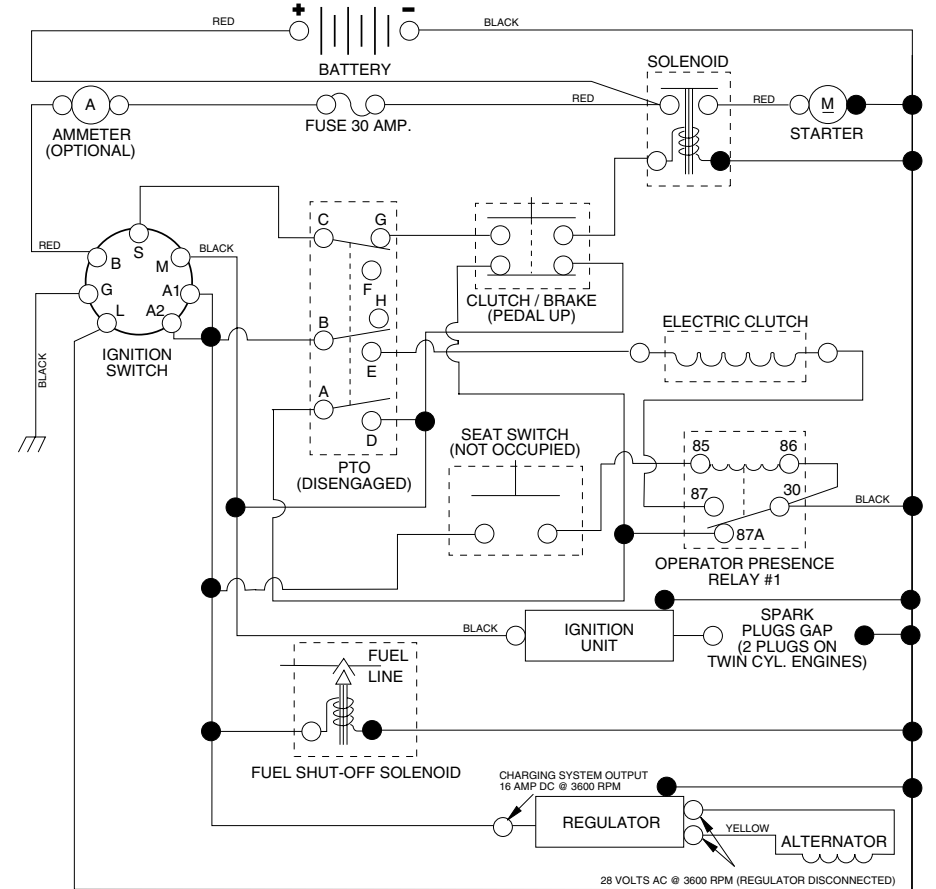 RED
+
-
BLACK
BATTERY
SOLENOID
A
RED
RED
M
AMMETER
(OPTIONAL)
FUSE 30 AMP.
STARTER
S
C
G
RED
B
M
BLACK
F
G
A1
H
CLUTCH / BRAKE
(PEDAL UP)
L
A2
B
ELECTRIC CLUTCH
IGNITION
SWITCH
E
BLACK
A
D
SEAT SWITCH
(NOT OCCUPIED)
85
86
PTO
(DISENGAGED)
87
30
BLACK
87A
OPERATOR PRESENCE
RELAY #1
BLACK
IGNITION
UNIT
SPARK
PLUGS GAP
(2 PLUGS ON
TWIN CYL. ENGINES)
FUEL
LINE
FUEL SHUT-OFF SOLENOID
CHARGING SYSTEM OUTPUT
16 AMP DC @ 3600 RPM
REGULATOR
YELLOW
ALTERNATOR
28 VOLTS AC @ 3600 RPM (REGULATOR DISCONNECTED)